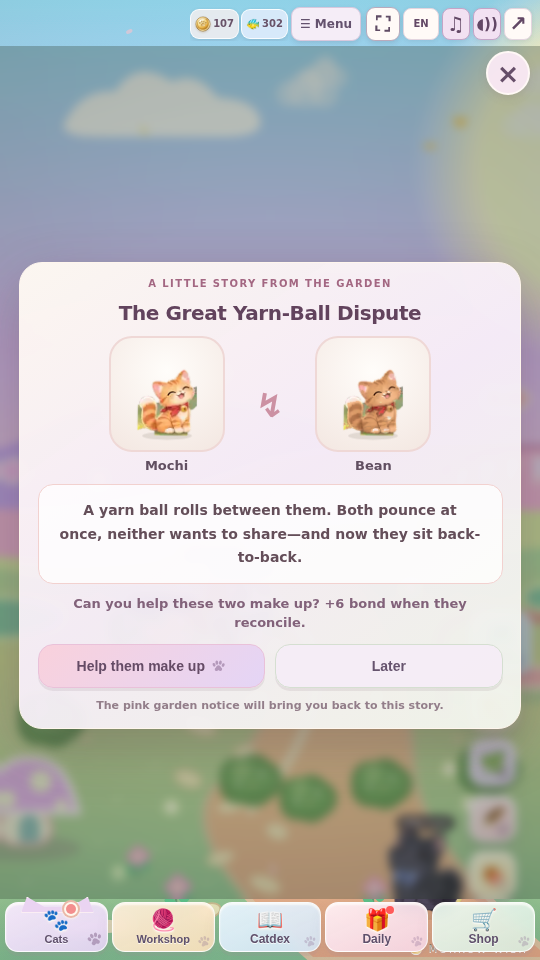 107
302
☰ Menu
EN
A LITTLE STORY FROM THE GARDEN
The Great Yarn-Ball Dispute
Mochi
Bean
A yarn ball rolls between them. Both pounce at
once, neither wants to share—and now they sit back-
to-back.
Can you help these two make up? +6 bond when they
reconcile.
Help them make up
Later
The pink garden notice will bring you back to this story.
Cats
Workshop
Catdex
Daily
Shop